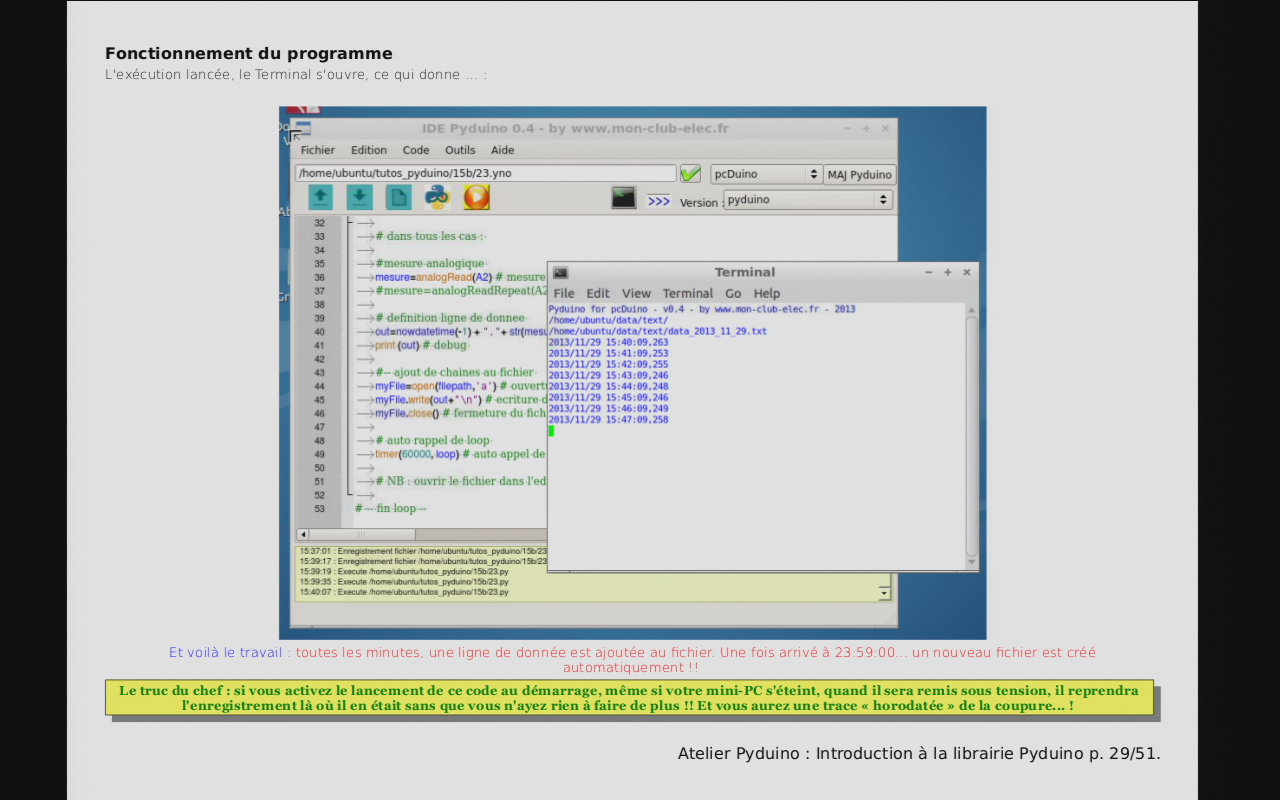 Fonctionnement du programme
L'exécution lancée, le Terminal s'ouvre, ce qui donne ... :
IDE Pyduino 0.4 - by www.mon-club-elec.fr
Fichier Edition Code Outils Aide
/home/ubuntu/tutos_pyduino/15b/23.yno
pcDuino
MAJ Pyduino
>>>
Version :
pyduino
32
33 # dans tous les cas :
34
35 #mesure analogique
36 mesure=analogRead(A2) # mesure
37 #mesure=analogReadRepeat(A2
38
39 # definition ligne de donnee
40 out=nowdatetime(-1) + ","+ str(mesu
41 print (out) # debug
42
43 #-- ajout de chaines au fichier
44 myFile=open(filepath,'a') # ouvert
45 myFile.write(out+"\n") # ecriture d
46 myFile.close() # fermeture du fich
47
48 # auto rappel de loop
49 timer(60000, loop) # auto appel de
50
51 # NB : ouvrir le fichier dans l'ed
52
53 # -- fin loop --
Terminal
File Edit View Terminal Go Help
Pyduino for pcDuino - v0.4 - by www.mon-club-elec.fr - 2013
/home/ubuntu/data/text/
/home/ubuntu/data/text/data_2013_11_29.txt
2013/11/29 15:40:09,263
2013/11/29 15:41:09,253
2013/11/29 15:42:09,255
2013/11/29 15:43:09,246
2013/11/29 15:44:09,248
2013/11/29 15:45:09,246
2013/11/29 15:46:09,249
2013/11/29 15:47:09,258
15:37:01 : Enregistrement fichier /home/ubuntu/tutos_pyduino/15b/23
15:39:17 : Enregistrement fichier /home/ubuntu/tutos_pyduino/15b/23
15:39:19 : Execute /home/ubuntu/tutos_pyduino/15b/23.py
15:39:35 : Execute /home/ubuntu/tutos_pyduino/15b/23.py
15:40:07 : Execute /home/ubuntu/tutos_pyduino/15b/23.py
Et voilà le travail : toutes les minutes, une ligne de donnée est ajoutée au fichier. Une fois arrivé à 23:59:00... un nouveau fichier est créé
automatiquement !!
Le truc du chef : si vous activez le lancement de ce code au démarrage, même si votre mini-PC s'éteint, quand il sera remis sous tension, il reprendra
l'enregistrement là où il en était sans que vous n'ayez rien à faire de plus !! Et vous aurez une trace « horodatée » de la coupure... !
Atelier Pyduino : Introduction à la librairie Pyduino p. 29/51.